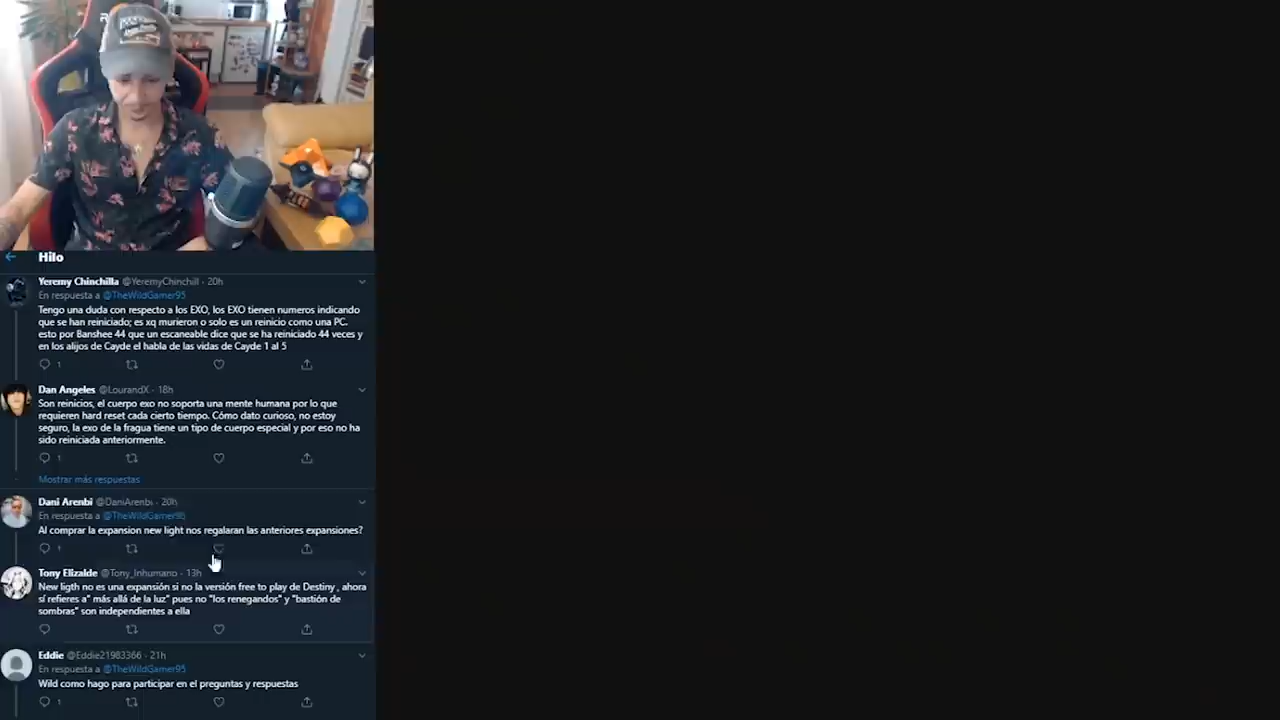 Hilo
Yeremy Chinchilla @YeremyChinchill · 20h
En respuesta a @TheWildGamer95
Tengo una duda con respecto a los EXO, los EXO tienen numeros indicando
que se han reiniciado; es xq murieron o solo es un reinicio como una PC.
esto por Banshee 44 que un escaneable dice que se ha reiniciado 44 veces y
en los alijos de Cayde el habla de las vidas de Cayde 1 al 5
1
Dan Angeles @LourandX · 18h
Son reinicios, el cuerpo exo no soporta una mente humana por lo que
requieren hard reset cada cierto tiempo. Cómo dato curioso, no estoy
seguro, la exo de la fragua tiene un tipo de cuerpo especial y por eso no ha
sido reiniciada anteriormente.
1
Mostrar más respuestas
Dani Arenbi @DaniArenbi · 20h
En respuesta a @TheWildGamer95
Al comprar la expansion new light nos regalaran las anteriores expansiones?
1
Tony Elizalde @Tony_Inhumano · 13h
New ligth no es una expansión si no la versión free to play de Destiny , ahora
sí refieres a" más allá de la luz" pues no "los renegandos" y "bastión de
sombras" son independientes a ella
Eddie @Eddie21983366 · 21h
En respuesta a @TheWildGamer95
Wild como hago para participar en el preguntas y respuestas
1